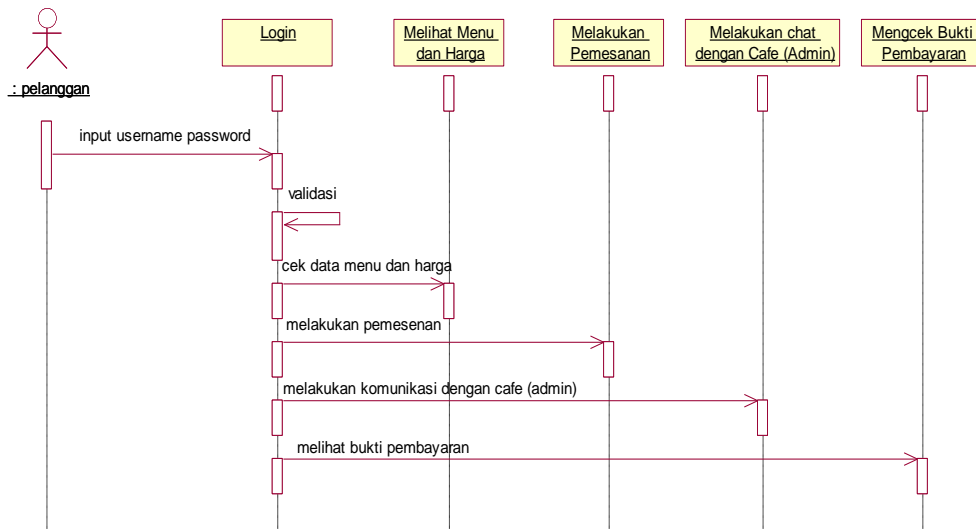 : pelanggan
Login
Melihat Menu
dan Harga
Melakukan
Pemesanan
Melakukan chat
dengan Cafe (Admin)
Mengcek Bukti
Pembayaran
input username password
validasi
cek data menu dan harga
melakukan pemesenan
melakukan komunikasi dengan cafe (admin)
melihat bukti pembayaran